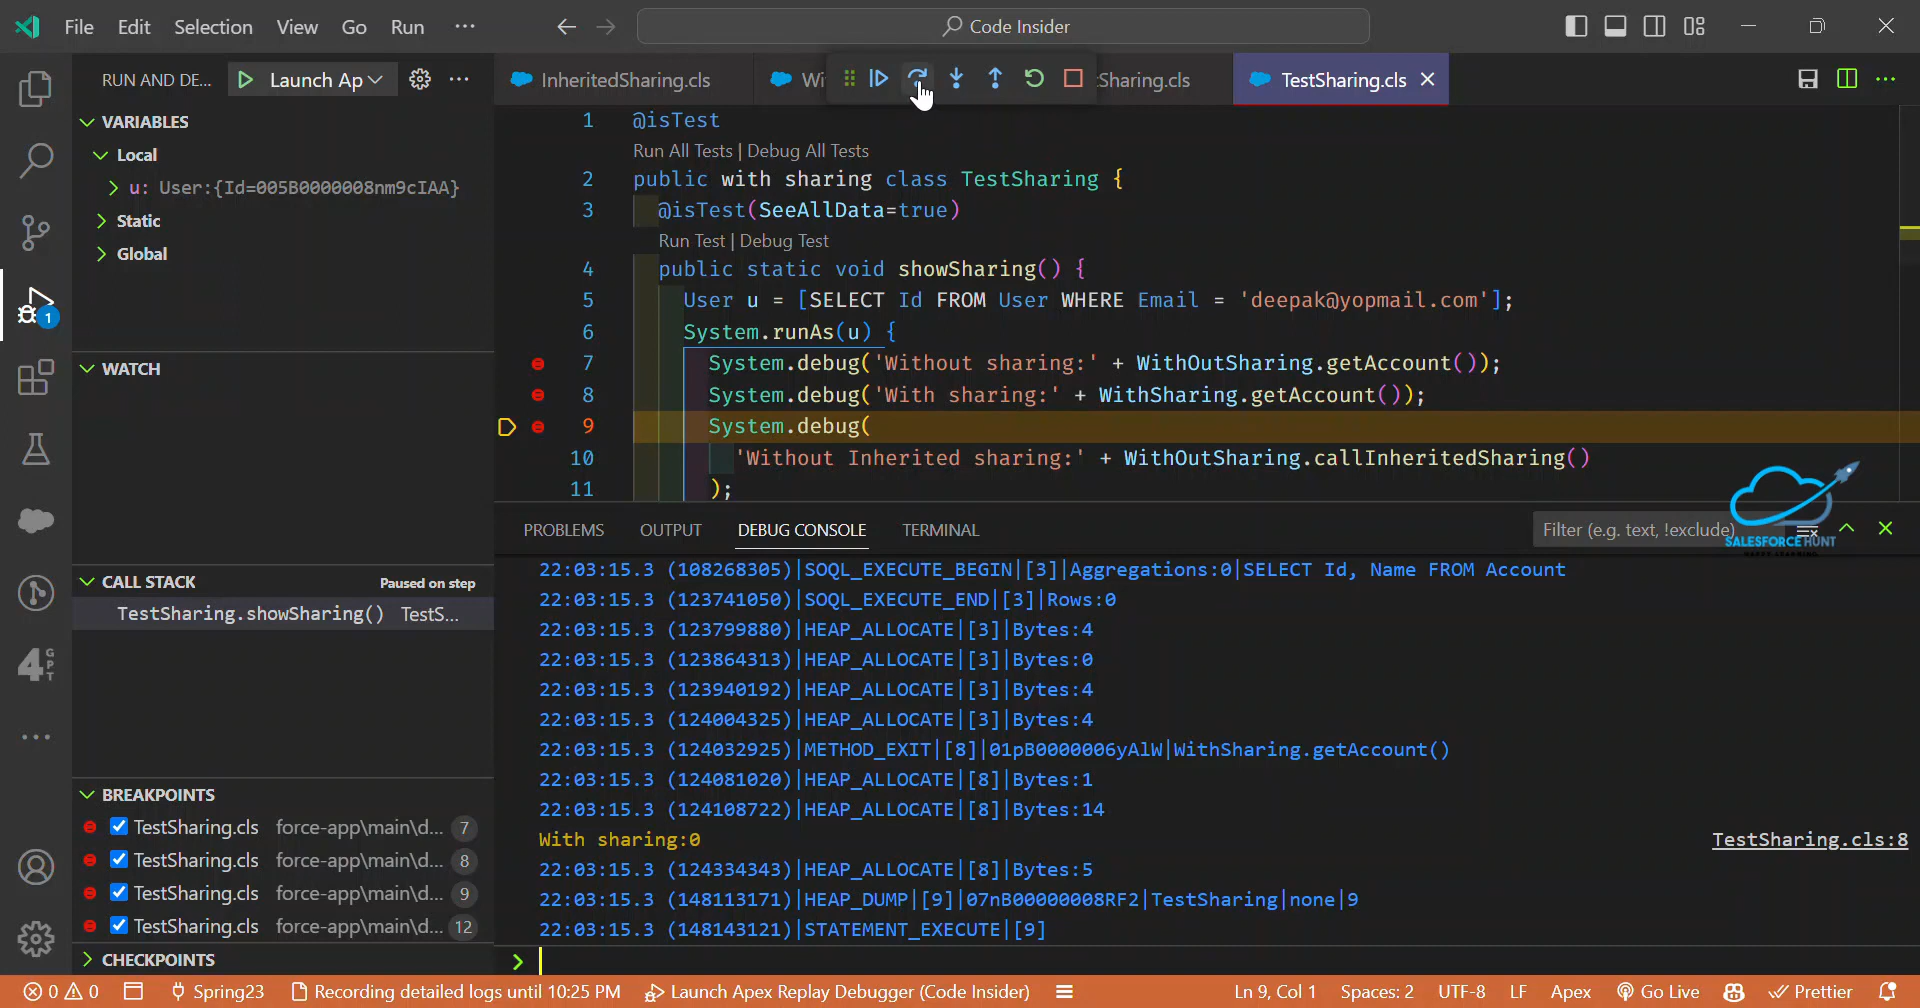 File Edit Selection View Go Run ···
Code Insider
RUN AND DE... Launch Ap
InheritedSharing.cls Wi tSharing.cls TestSharing.cls
VARIABLES
Local
u: User:{Id=005B0000008nm9cIAA}
Static
Global
WATCH
CALL STACK Paused on step
TestSharing.showSharing() TestS...
BREAKPOINTS
TestSharing.cls force-app\main\d... 7
TestSharing.cls force-app\main\d... 8
TestSharing.cls force-app\main\d... 9
TestSharing.cls force-app\main\d... 12
CHECKPOINTS
1
4 GPT
1 @isTest
Run All Tests | Debug All Tests
2 public with sharing class TestSharing {
3 @isTest(SeeAllData=true)
Run Test | Debug Test
4 public static void showSharing() {
5 User u = [SELECT Id FROM User WHERE Email = 'deepak@yopmail.com'];
6 System.runAs(u) {
7 System.debug('Without sharing:' + WithOutSharing.getAccount());
8 System.debug('With sharing:' + WithSharing.getAccount());
9 System.debug(
10 'Without Inherited sharing:' + WithOutSharing.callInheritedSharing()
11 );
SALESFORCE HUNT
PROBLEMS OUTPUT DEBUG CONSOLE TERMINAL Filter (e.g. text, !exclude)
22:03:15.3 (108268305)|SOQL_EXECUTE_BEGIN|[3]|Aggregations:0|SELECT Id, Name FROM Account
22:03:15.3 (123741050)|SOQL_EXECUTE_END|[3]|Rows:0
22:03:15.3 (123799880)|HEAP_ALLOCATE|[3]|Bytes:4
22:03:15.3 (123864313)|HEAP_ALLOCATE|[3]|Bytes:0
22:03:15.3 (123940192)|HEAP_ALLOCATE|[3]|Bytes:4
22:03:15.3 (124004325)|HEAP_ALLOCATE|[3]|Bytes:4
22:03:15.3 (124032925)|METHOD_EXIT|[8]|01pB0000006yAlW|WithSharing.getAccount()
22:03:15.3 (124081020)|HEAP_ALLOCATE|[8]|Bytes:1
22:03:15.3 (124108722)|HEAP_ALLOCATE|[8]|Bytes:14
With sharing:0 TestSharing.cls:8
22:03:15.3 (124334343)|HEAP_ALLOCATE|[8]|Bytes:5
22:03:15.3 (148113171)|HEAP_DUMP|[9]|07nB00000008RF2|TestSharing|none|9
22:03:15.3 (148143121)|STATEMENT_EXECUTE|[9]
0 0 Spring23 Recording detailed logs until 10:25 PM Launch Apex Replay Debugger (Code Insider) Ln 9, Col 1 Spaces: 2 UTF-8 LF Apex Go Live Prettier